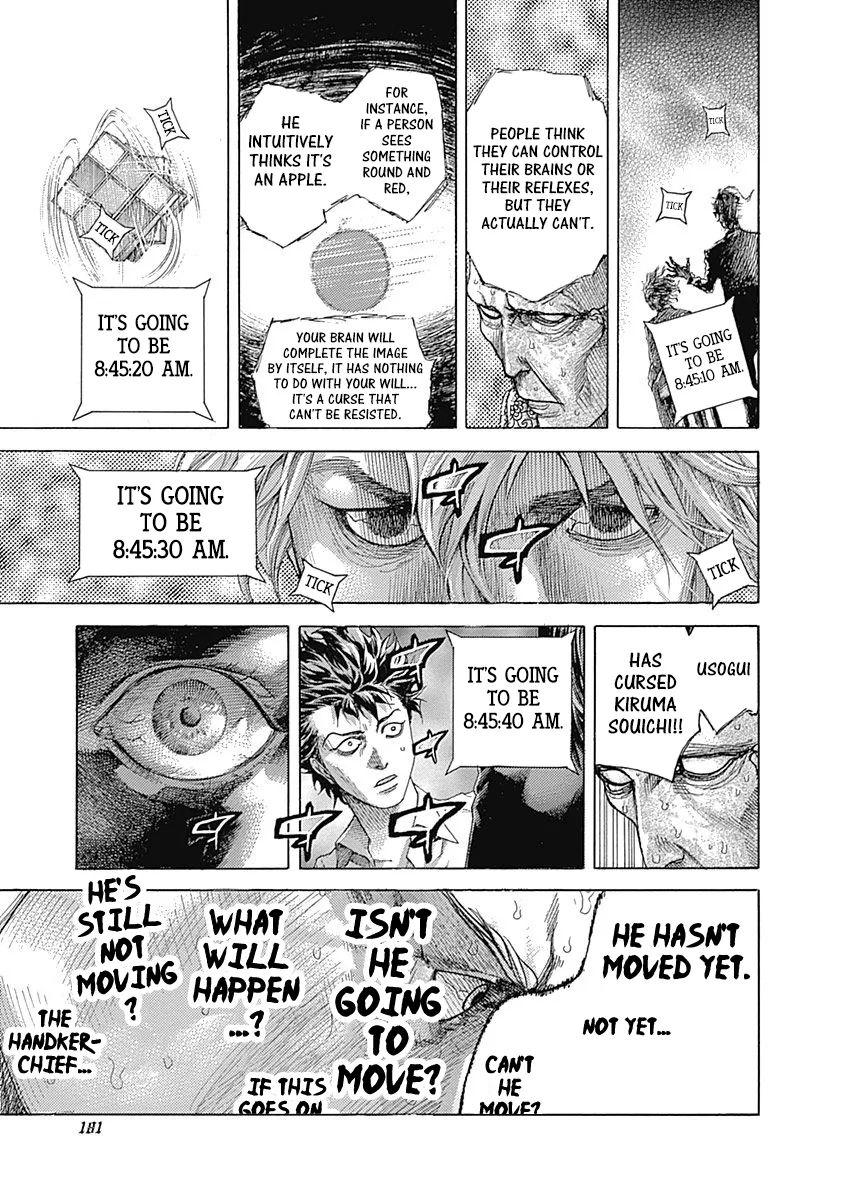 TICK
TICK
IT'S GOING
TO BE
8:45:10 AM.
PEOPLE THINK
THEY CAN CONTROL
THEIR BRAINS OR
THEIR REFLEXES,
BUT THEY
ACTUALLY CAN'T.
FOR
INSTANCE,
IF A PERSON
SEES
SOMETHING
ROUND AND
RED,
HE
INTUITIVELY
THINKS IT'S
AN APPLE.
YOUR BRAIN WILL
COMPLETE THE IMAGE
BY ITSELF, IT HAS NOTHING
TO DO WITH YOUR WILL...
IT'S A CURSE THAT
CAN'T BE RESISTED.
TICK
TICK
IT'S GOING
TO BE
8:45:20 AM.
TICK
IT'S GOING
TO BE
8:45:30 AM.
TICK
USOGUI
HAS
CURSED
KIRUMA
SOUICHI!!
IT'S GOING
TO BE
8:45:40 AM.
HE HASN'T
MOVED YET.
NOT YET...
CAN'T
HE
MOVE?
ISN'T
HE
GOING
TO
MOVE?
WHAT
WILL
HAPPEN
...?
IF THIS
GOES ON
HE'S
STILL
NOT
MOVING
?
THE
HANDKER-
CHIEF...
181